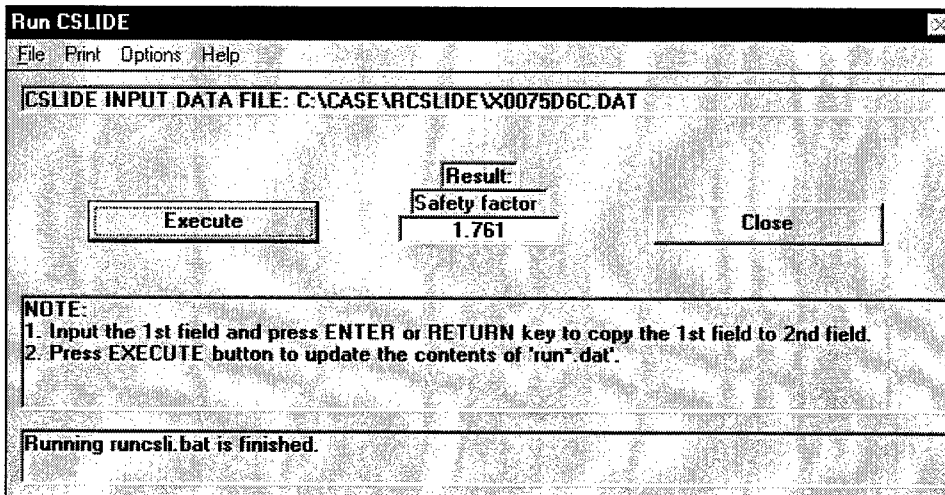 Run CSLIDE
File Print Options Help
CSLIDE INPUT DATA FILE: C:\CASE\RCSLIDE\X0075D6C.DAT
Result:
Safety factor
Execute
1.761
Close
NOTE:
1. Input the 1st field and press ENTER or RETURN key to copy the 1st field to 2nd field.
2. Press EXECUTE button to update the contents of 'run*.dat'.
Running runcsli.bat is finished.